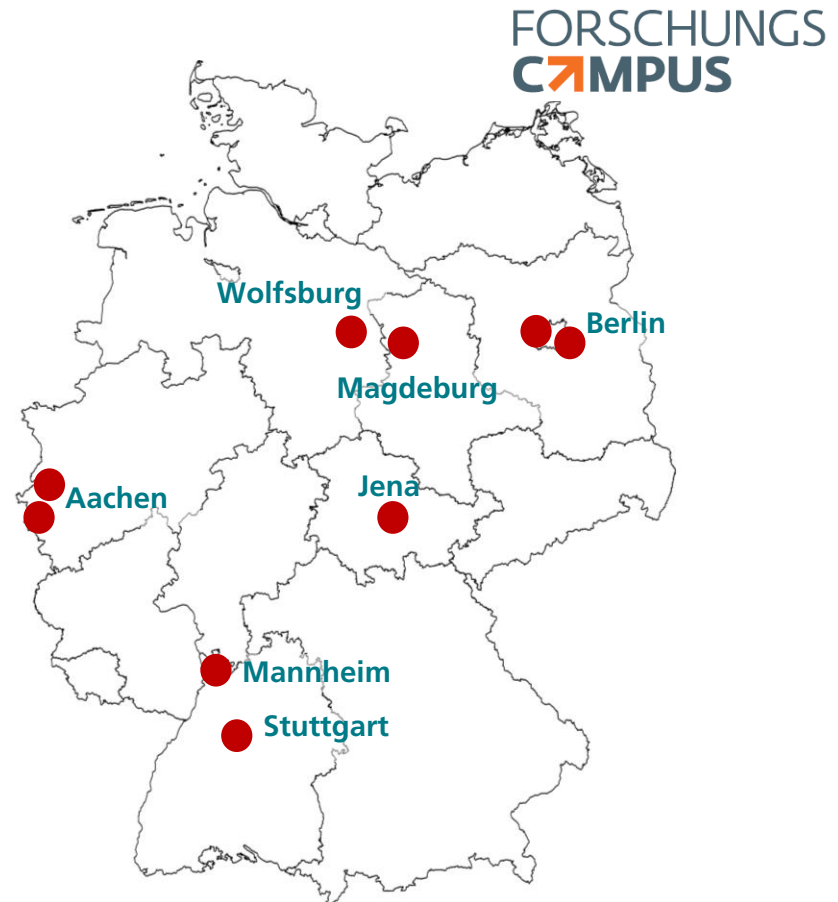 FORSCHUNGS
CAMPUS
Wolfsburg
Berlin
Magdeburg
Jena
Aachen
Mannheim
Stuttgart